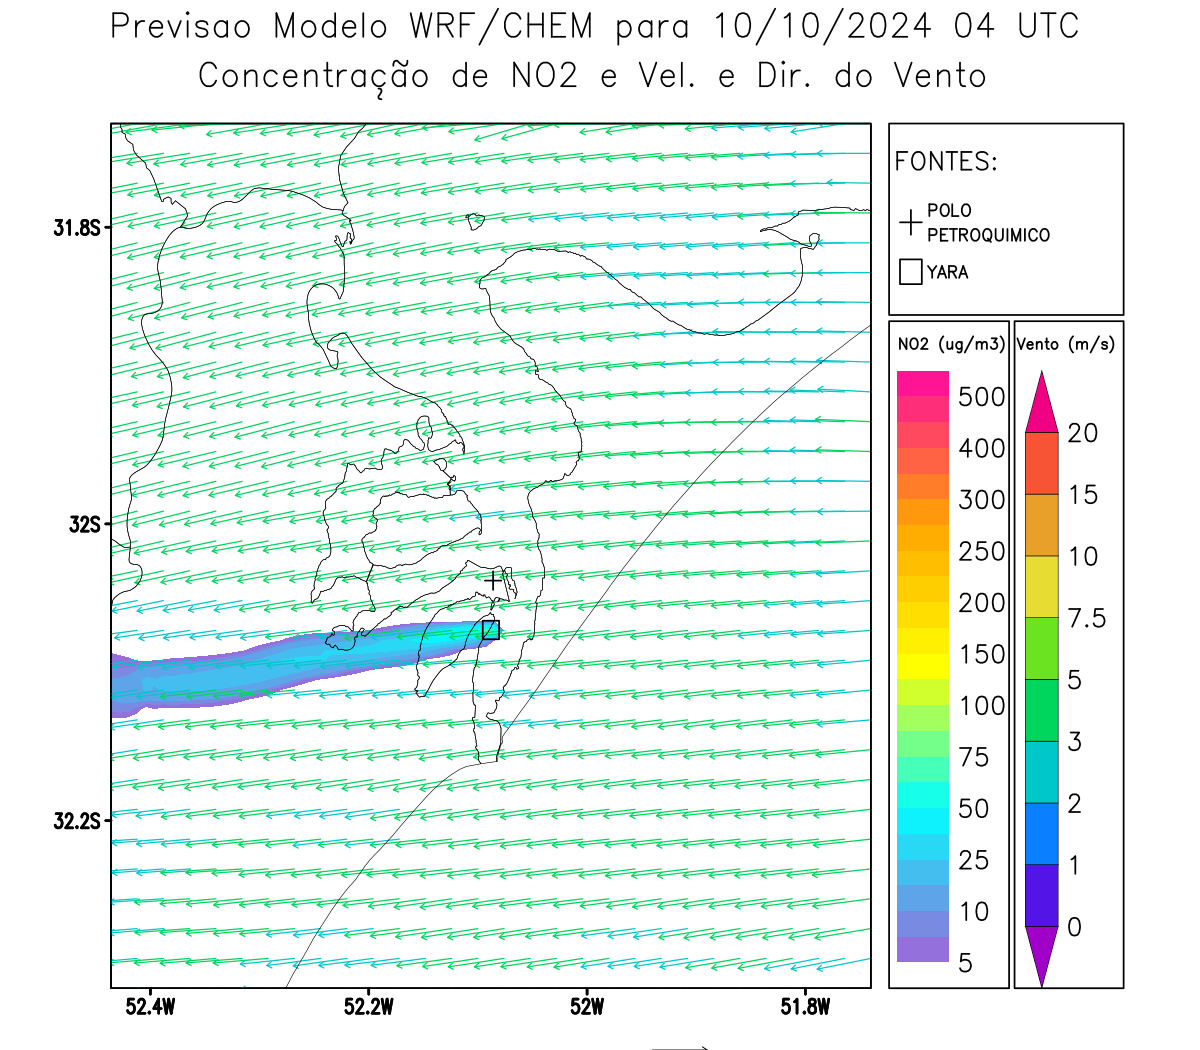 Previsao Modelo WRF/CHEM para 10/10/2024 04 UTC
Concentração de NO2 e Vel. e Dir. do Vento
FONTES:
POLO
PETROQUIMICO
YARA
31.8S
32S
32.2S
52.4W
52.2W
52W
51.8W
NO2 (ug/m3)
500
400
300
250
200
150
100
75
50
25
10
5
Vento (m/s)
20
15
10
7.5
5
3
2
1
0